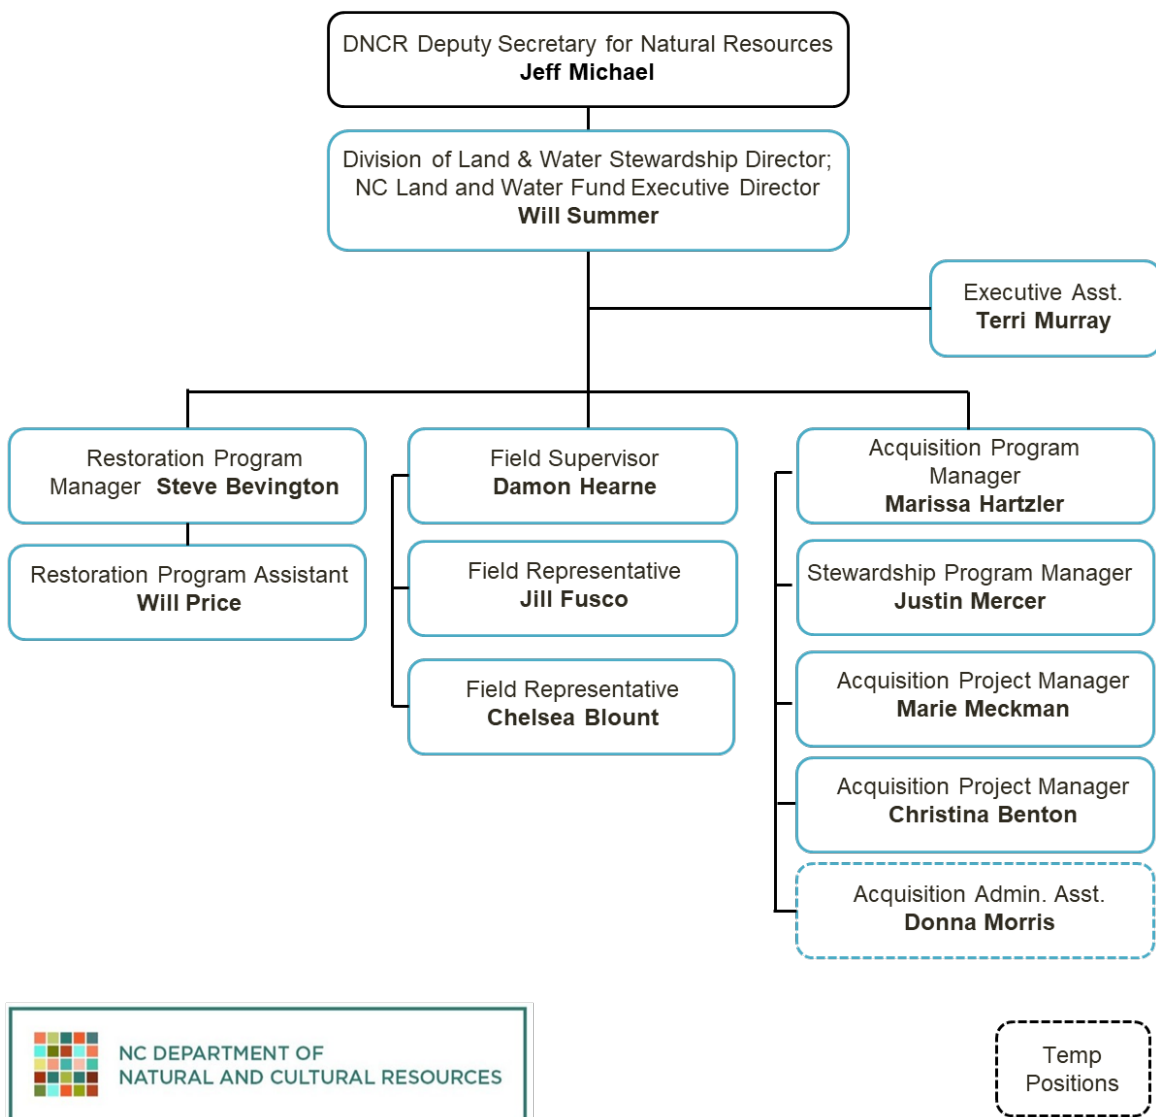 DNCR Deputy Secretary for Natural Resources
Jeff Michael
Division of Land & Water Stewardship Director;
NC Land and Water Fund Executive Director
Will Summer
Executive Asst.
Terri Murray
Restoration Program
Manager Steve Bevington
Restoration Program Assistant
Will Price
Field Supervisor
Damon Hearne
Field Representative
Jill Fusco
Field Representative
Chelsea Blount
Acquisition Program
Manager
Marissa Hartzler
Stewardship Program Manager
Justin Mercer
Acquisition Project Manager
Marie Meckman
Acquisition Project Manager
Christina Benton
Acquisition Admin. Asst.
Donna Morris
NC DEPARTMENT OF
NATURAL AND CULTURAL RESOURCES
Temp
Positions